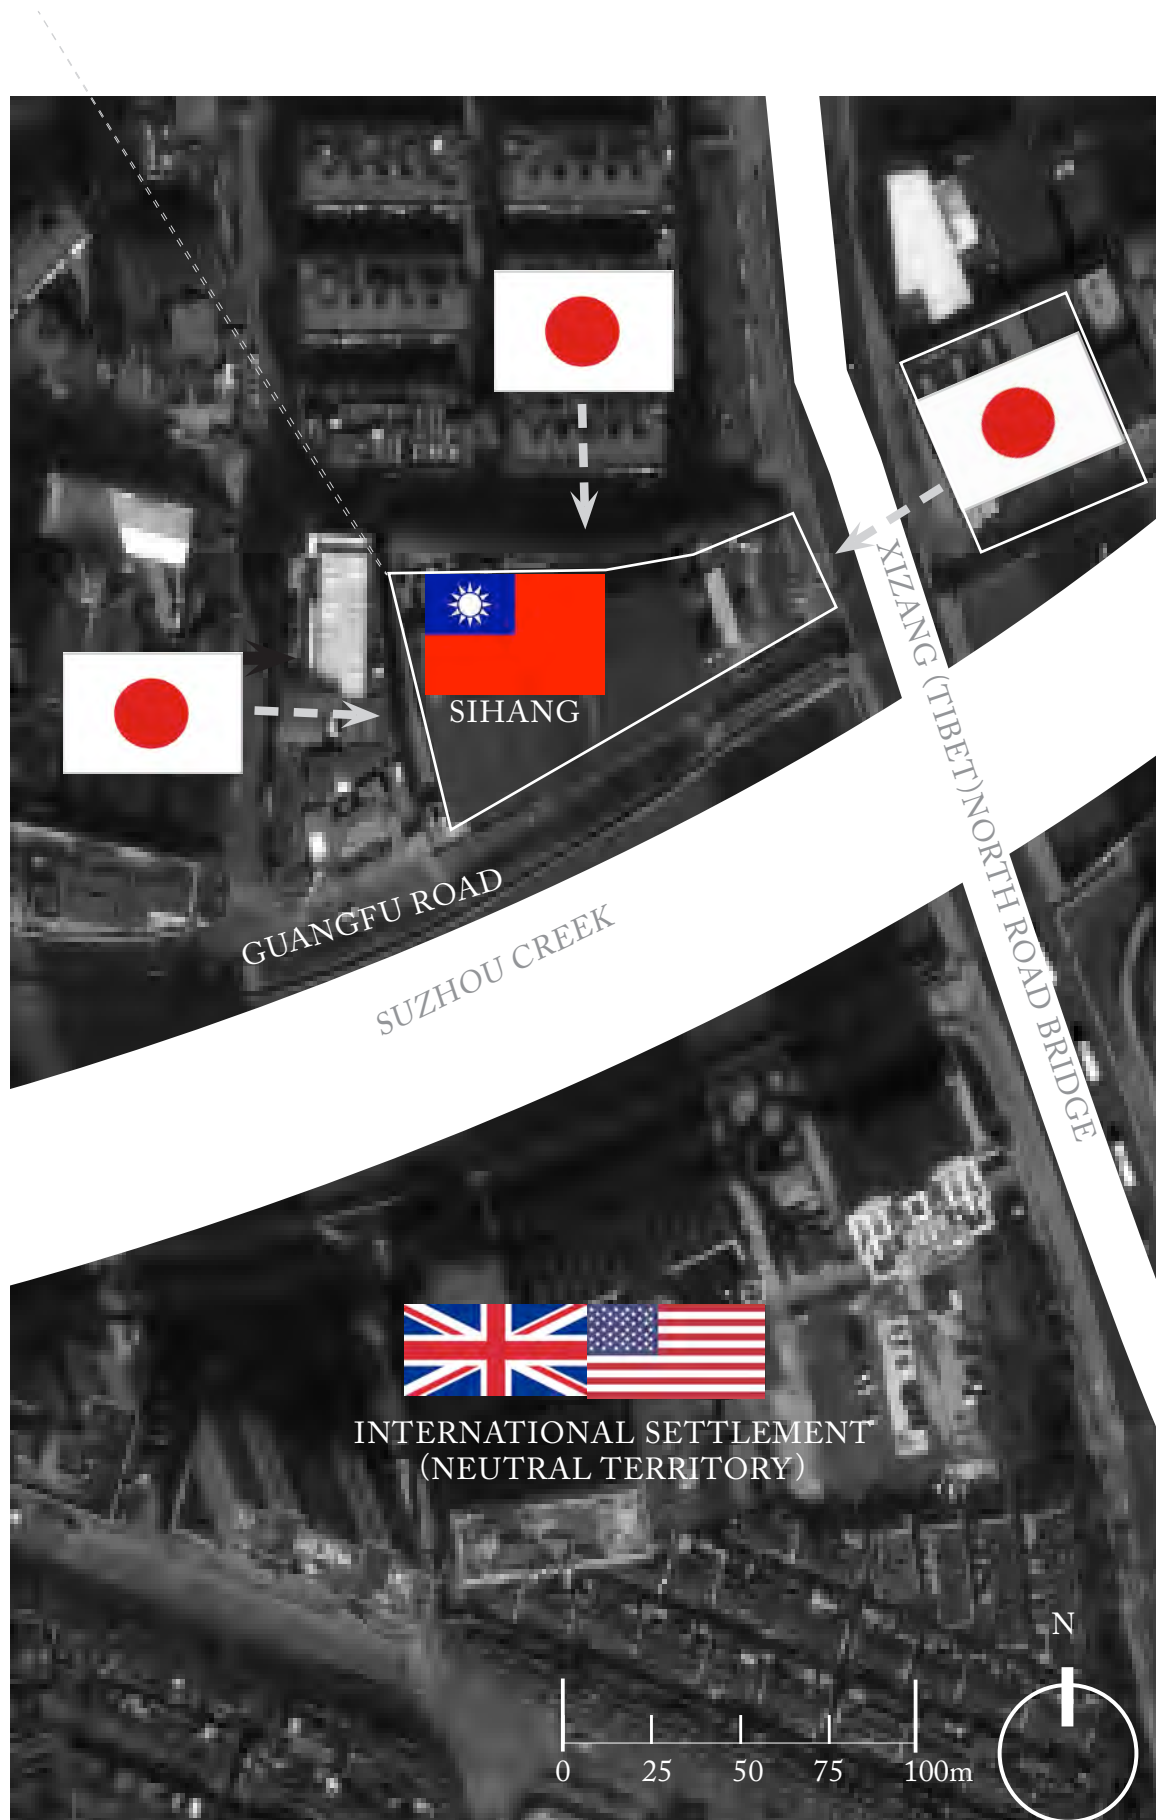 SIHANG
XIZANG (TIBET)NORTH ROAD BRIDGE
GUANGFU ROAD
SUZHOU CREEK
INTERNATIONAL SETTLEMENT
(NEUTRAL TERRITORY)
N
0 25 50 75 100m